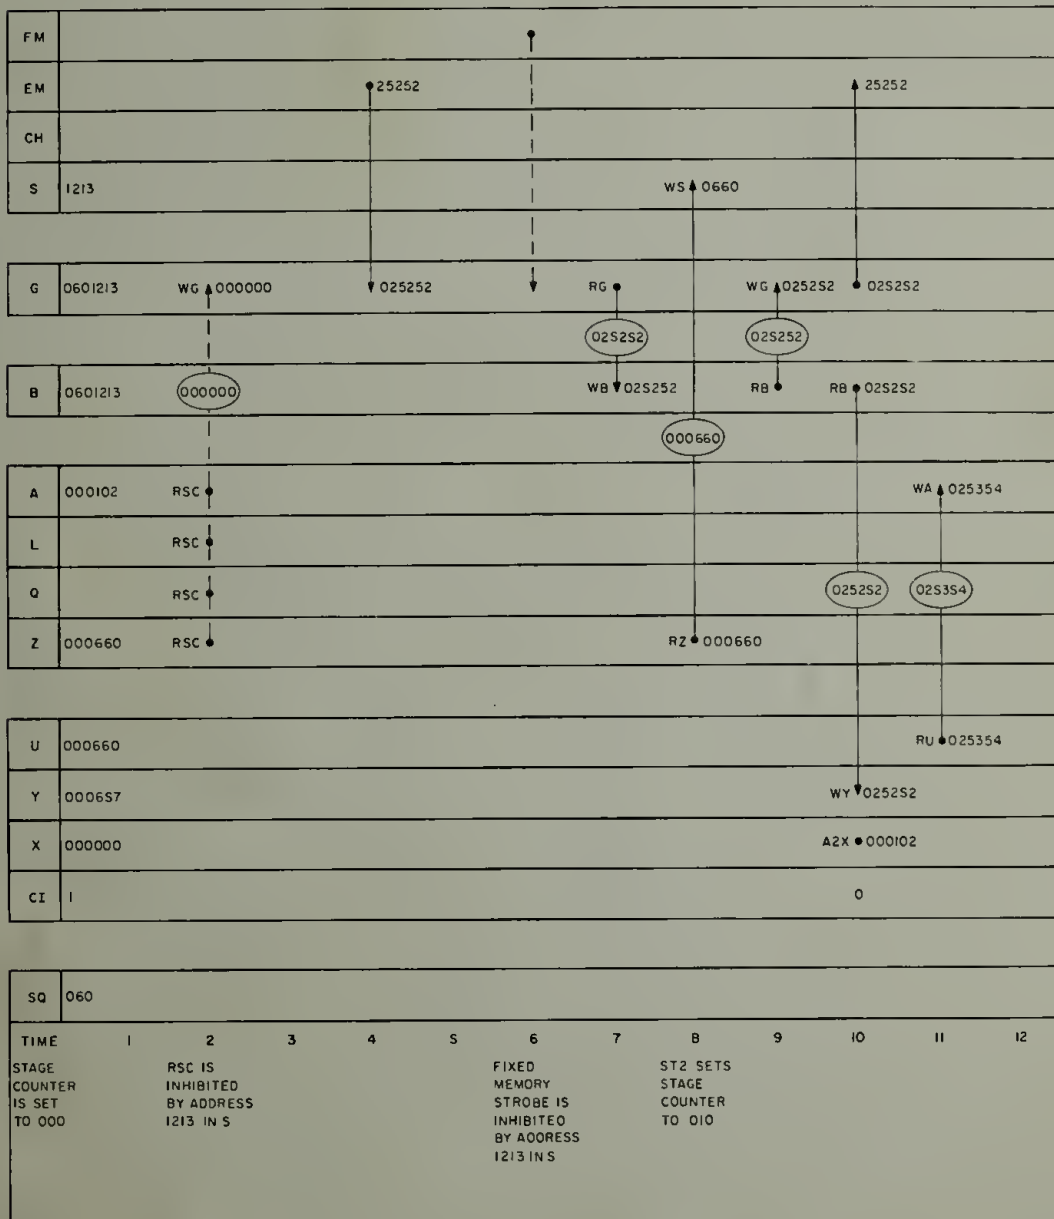 FM
EM 25252 25252
CH
S 1213 WS 0660
G 0601213 WG 000000 025252 RG WG 025252 025252
025252 025252
B 0601213 000000 WB 025252 RB RB 025252
000660
A 000102 RSC WA 025354
L RSC
Q RSC 025252 025354
Z 000660 RSC RZ 000660
U 000660 RU 025354
Y 000657 WY 025252
X 000000 A2X 000102
CI 1 0
SQ 060
TIME 1 2 3 4 5 6 7 8 9 10 11 12
STAGE COUNTER IS SET TO 000
RSC IS INHIBITED BY ADDRESS 1213 IN S
FIXED MEMORY STROBE IS INHIBITED BY ADDRESS 1213 IN S
ST2 SETS STAGE COUNTER TO 010